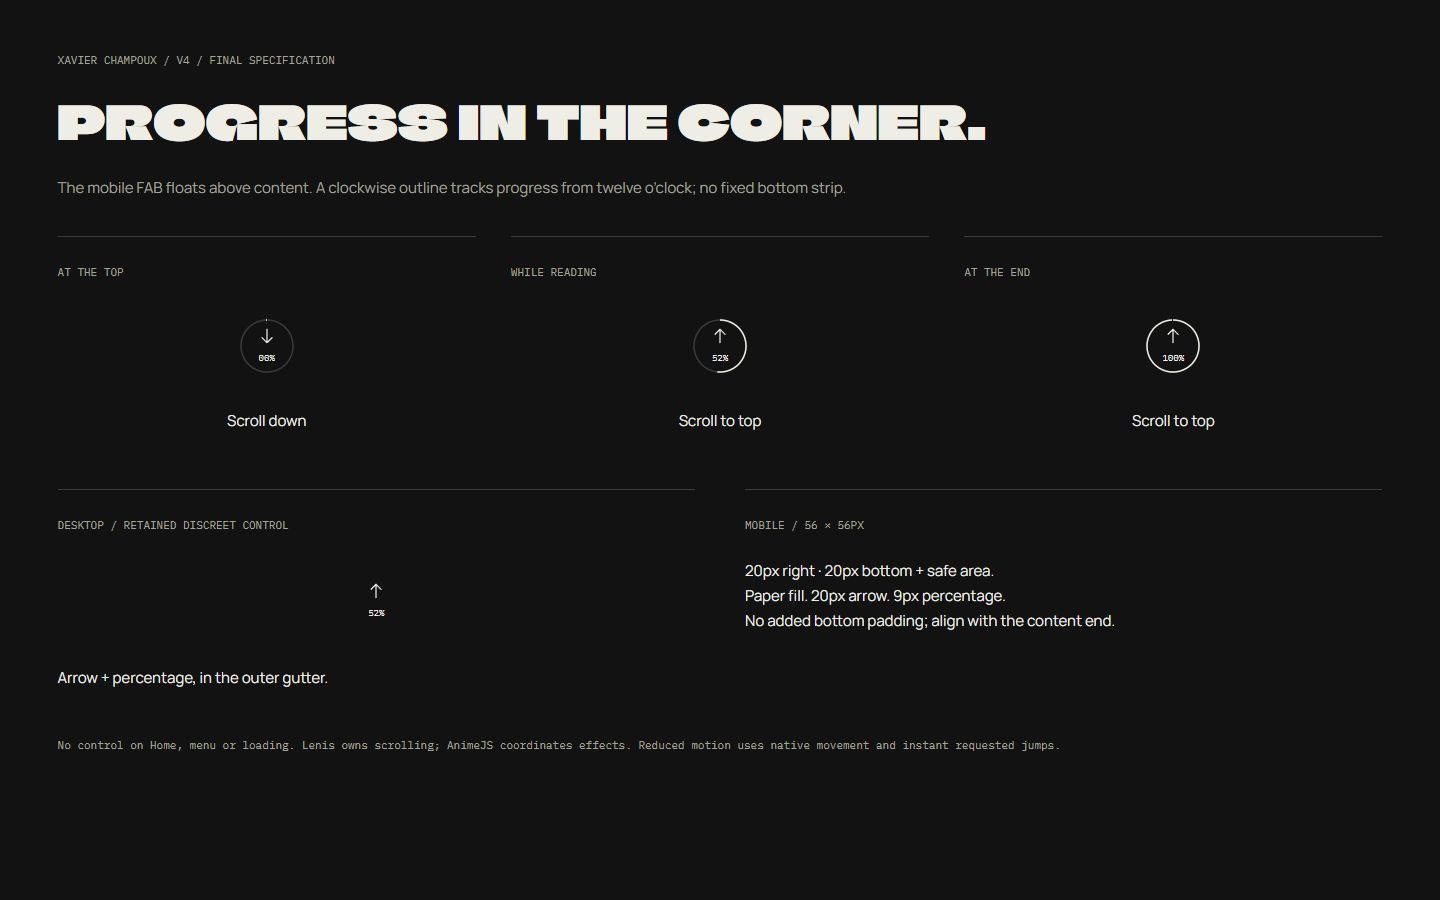 XAVIER CHAMPOUX / V4 / FINAL SPECIFICATION
PROGRESS IN THE CORNER.
The mobile FAB floats above content. A clockwise outline tracks progress from twelve o'clock; no fixed bottom strip.
AT THE TOP
00%
Scroll down
WHILE READING
52%
Scroll to top
AT THE END
100%
Scroll to top
DESKTOP / RETAINED DISCREET CONTROL
52%
Arrow + percentage, in the outer gutter.
MOBILE / 56 × 56PX
20px right · 20px bottom + safe area.
Paper fill. 20px arrow. 9px percentage.
No added bottom padding; align with the content end.
No control on Home, menu or loading. Lenis owns scrolling; AnimeJS coordinates effects. Reduced motion uses native movement and instant requested jumps.